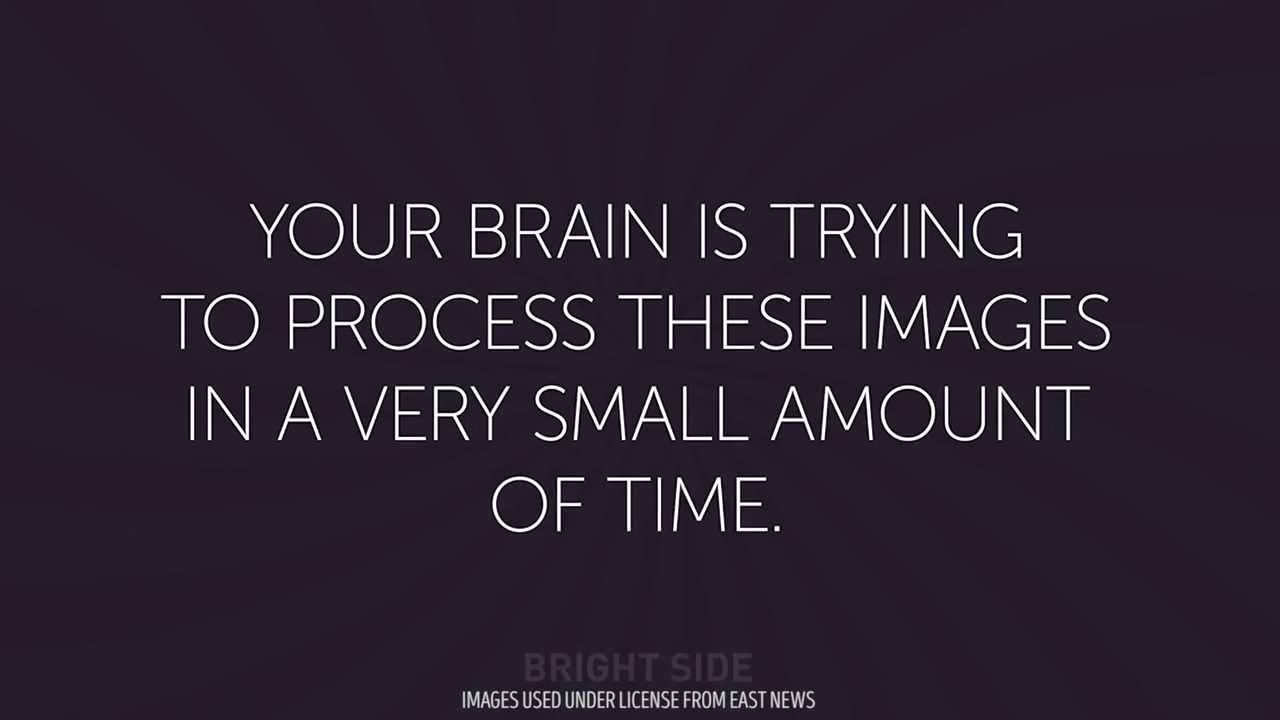 YOUR BRAIN IS TRYING
TO PROCESS THESE IMAGES
IN A VERY SMALL AMOUNT
OF TIME.
BRIGHT SIDE
IMAGES USED UNDER LICENSE FROM EAST NEWS